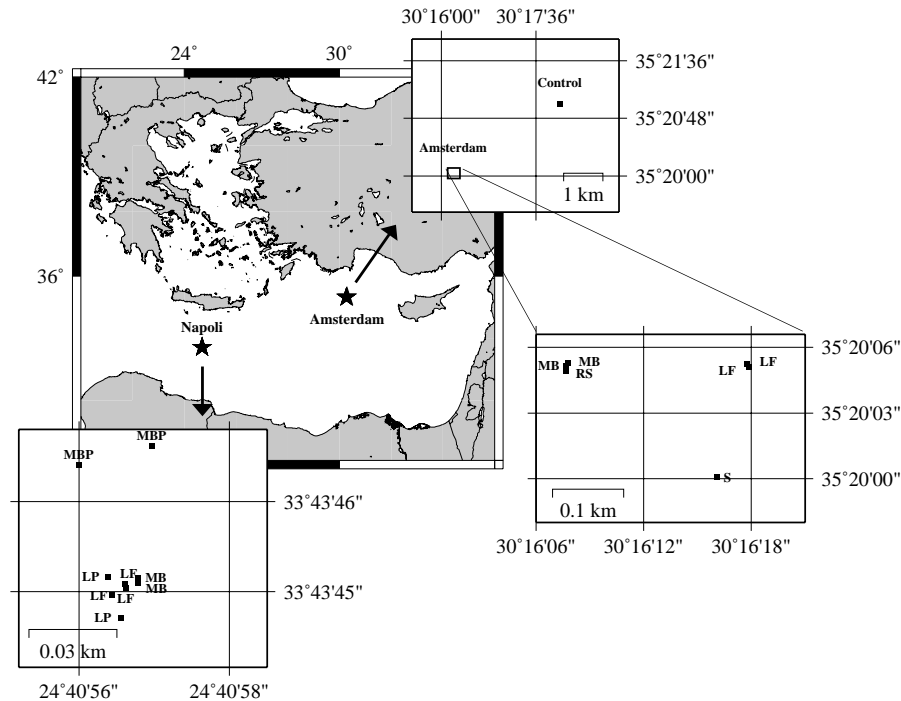 30°16'00" 30°17'36"
24° 30°
42°
36°
35°21'36"
35°20'48"
35°20'00"
Control
Amsterdam
1 km
Napoli
Amsterdam
35°20'06"
35°20'03"
35°20'00"
MB MB
RS
LF LF
S
0.1 km
30°16'06" 30°16'12" 30°16'18"
MBP
MBP
33°43'46"
33°43'45"
LP LF MB
MB
LF LF
LP
0.03 km
24°40'56" 24°40'58"